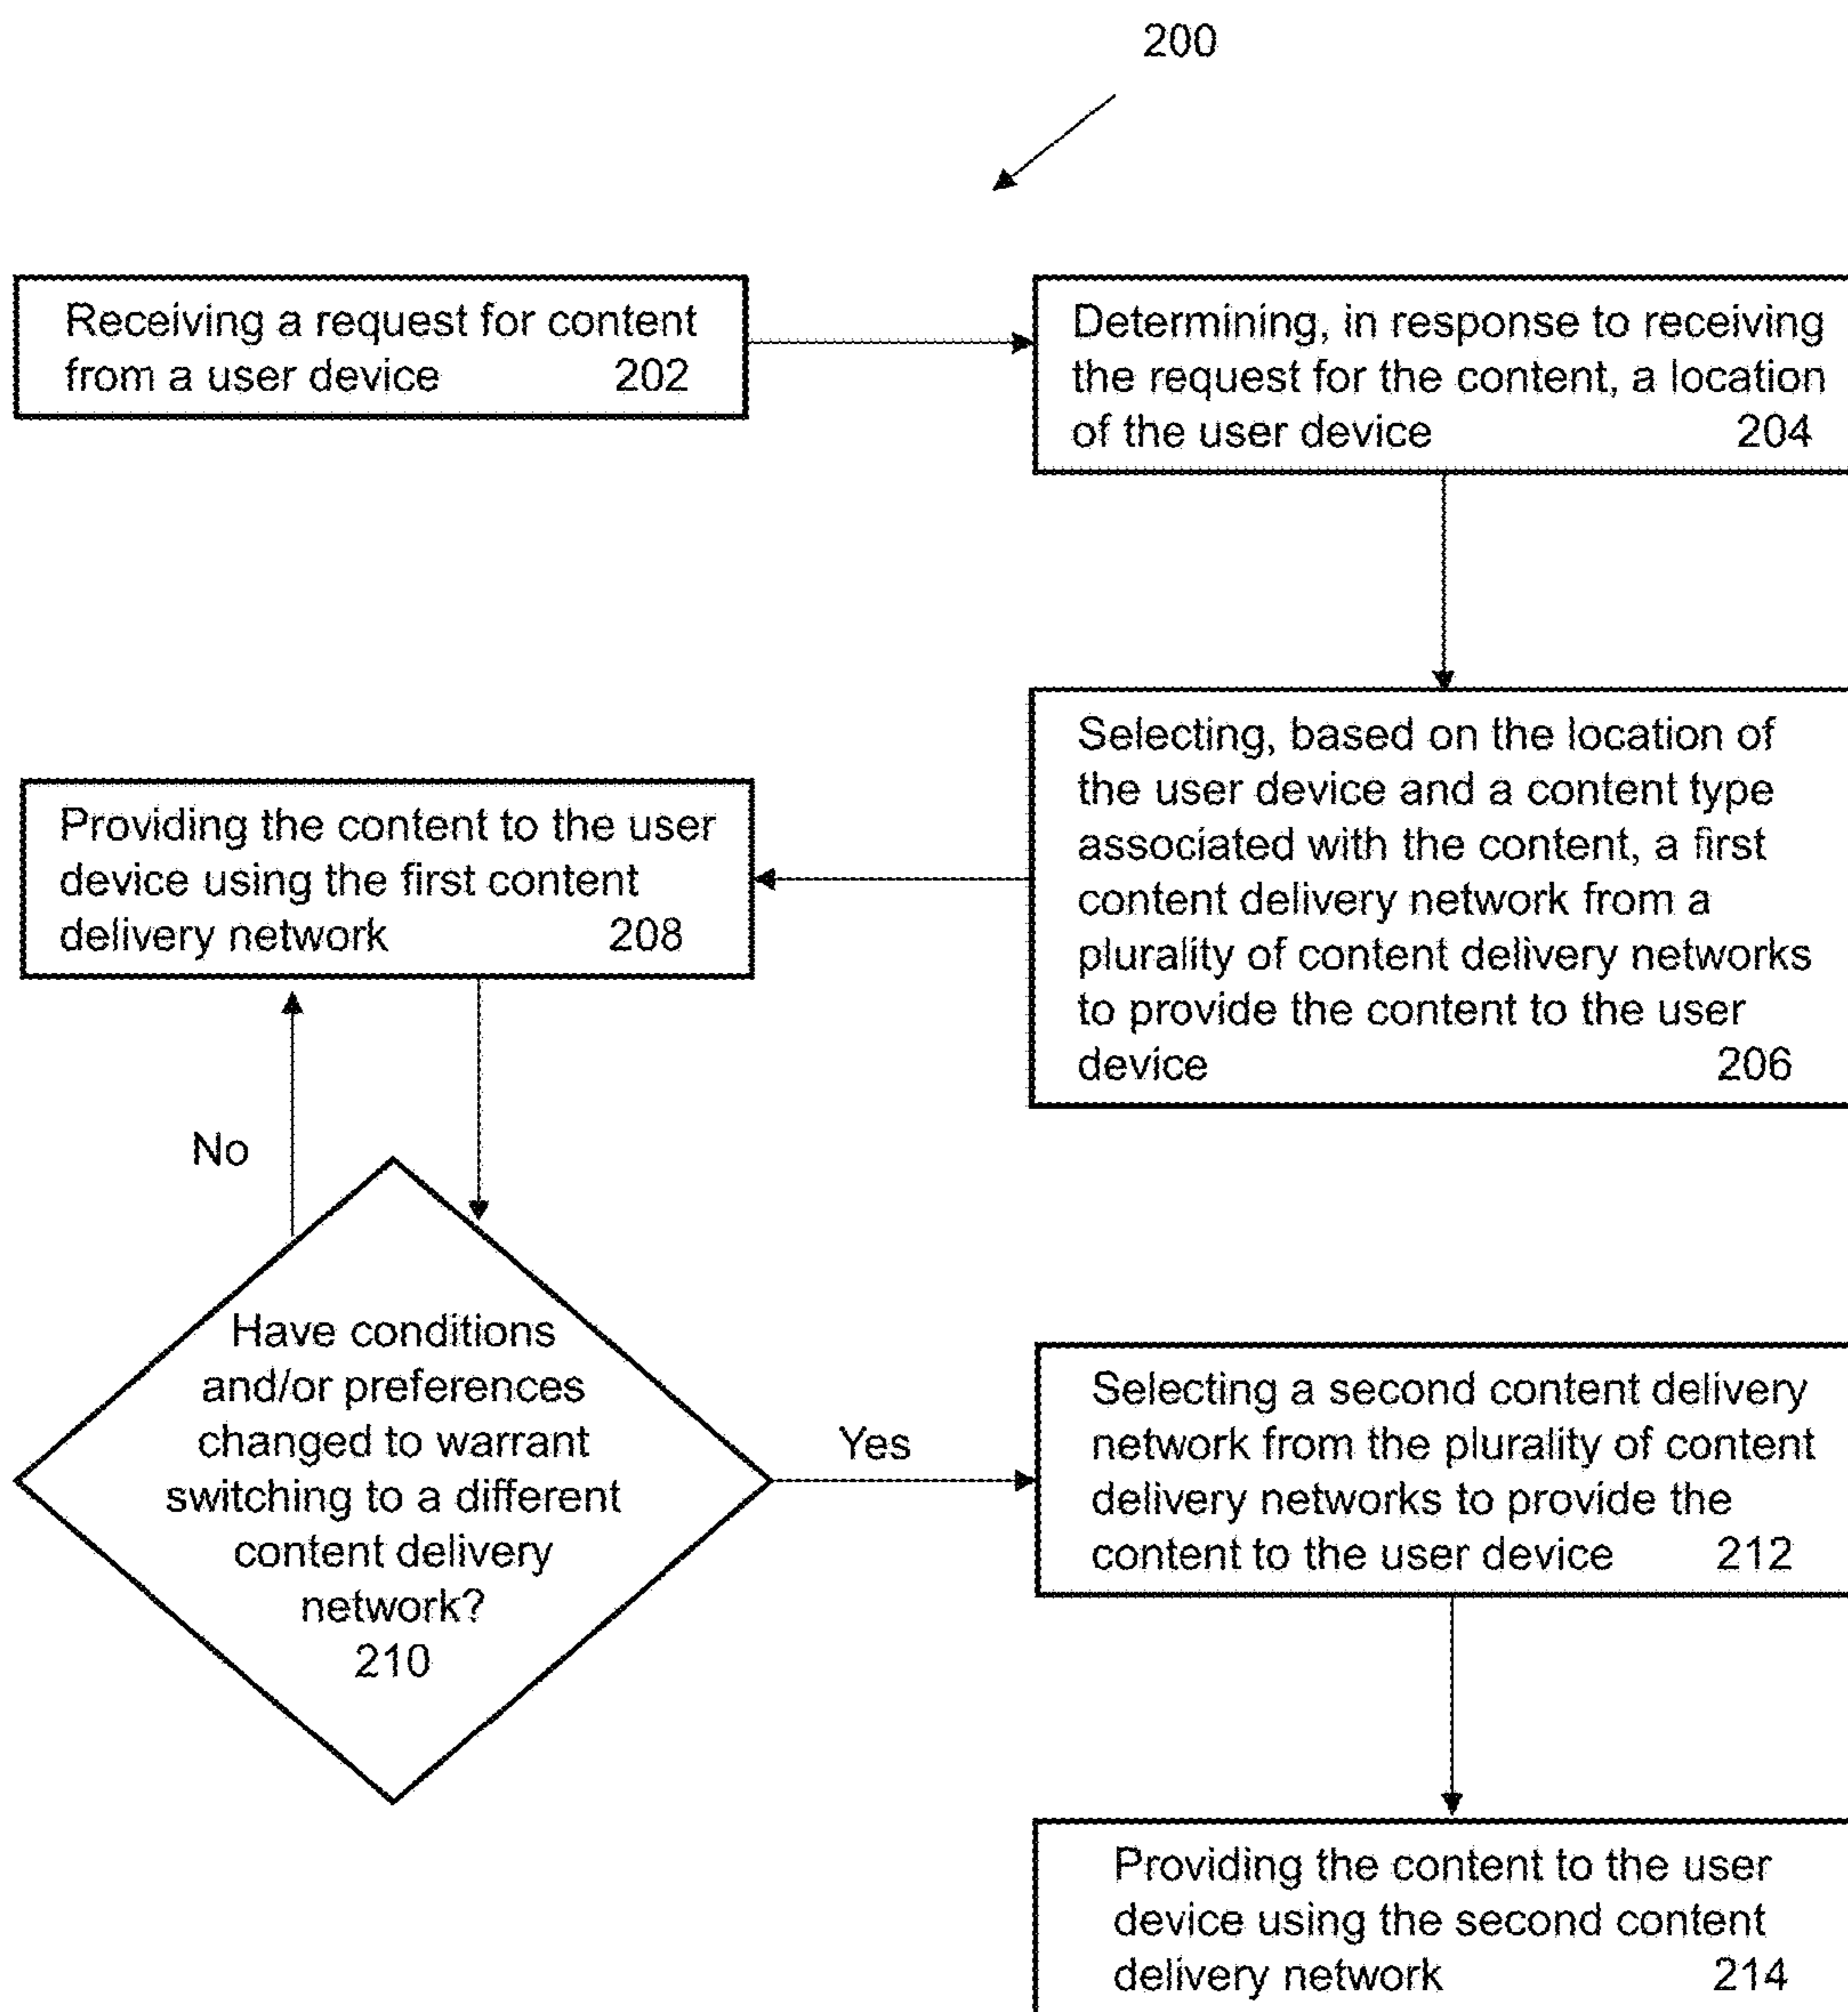 200
Receiving a request for content
from a user device 202
Determining, in response to receiving
the request for the content, a location
of the user device 204
Selecting, based on the location of
the user device and a content type
associated with the content, a first
content delivery network from a
plurality of content delivery networks
to provide the content to the user
device 206
Providing the content to the user
device using the first content
delivery network 208
No
Have conditions
and/or preferences
changed to warrant
switching to a different
content delivery
network?
210
Yes
Selecting a second content delivery
network from the plurality of content
delivery networks to provide the
content to the user device 212
Providing the content to the user
device using the second content
delivery network 214